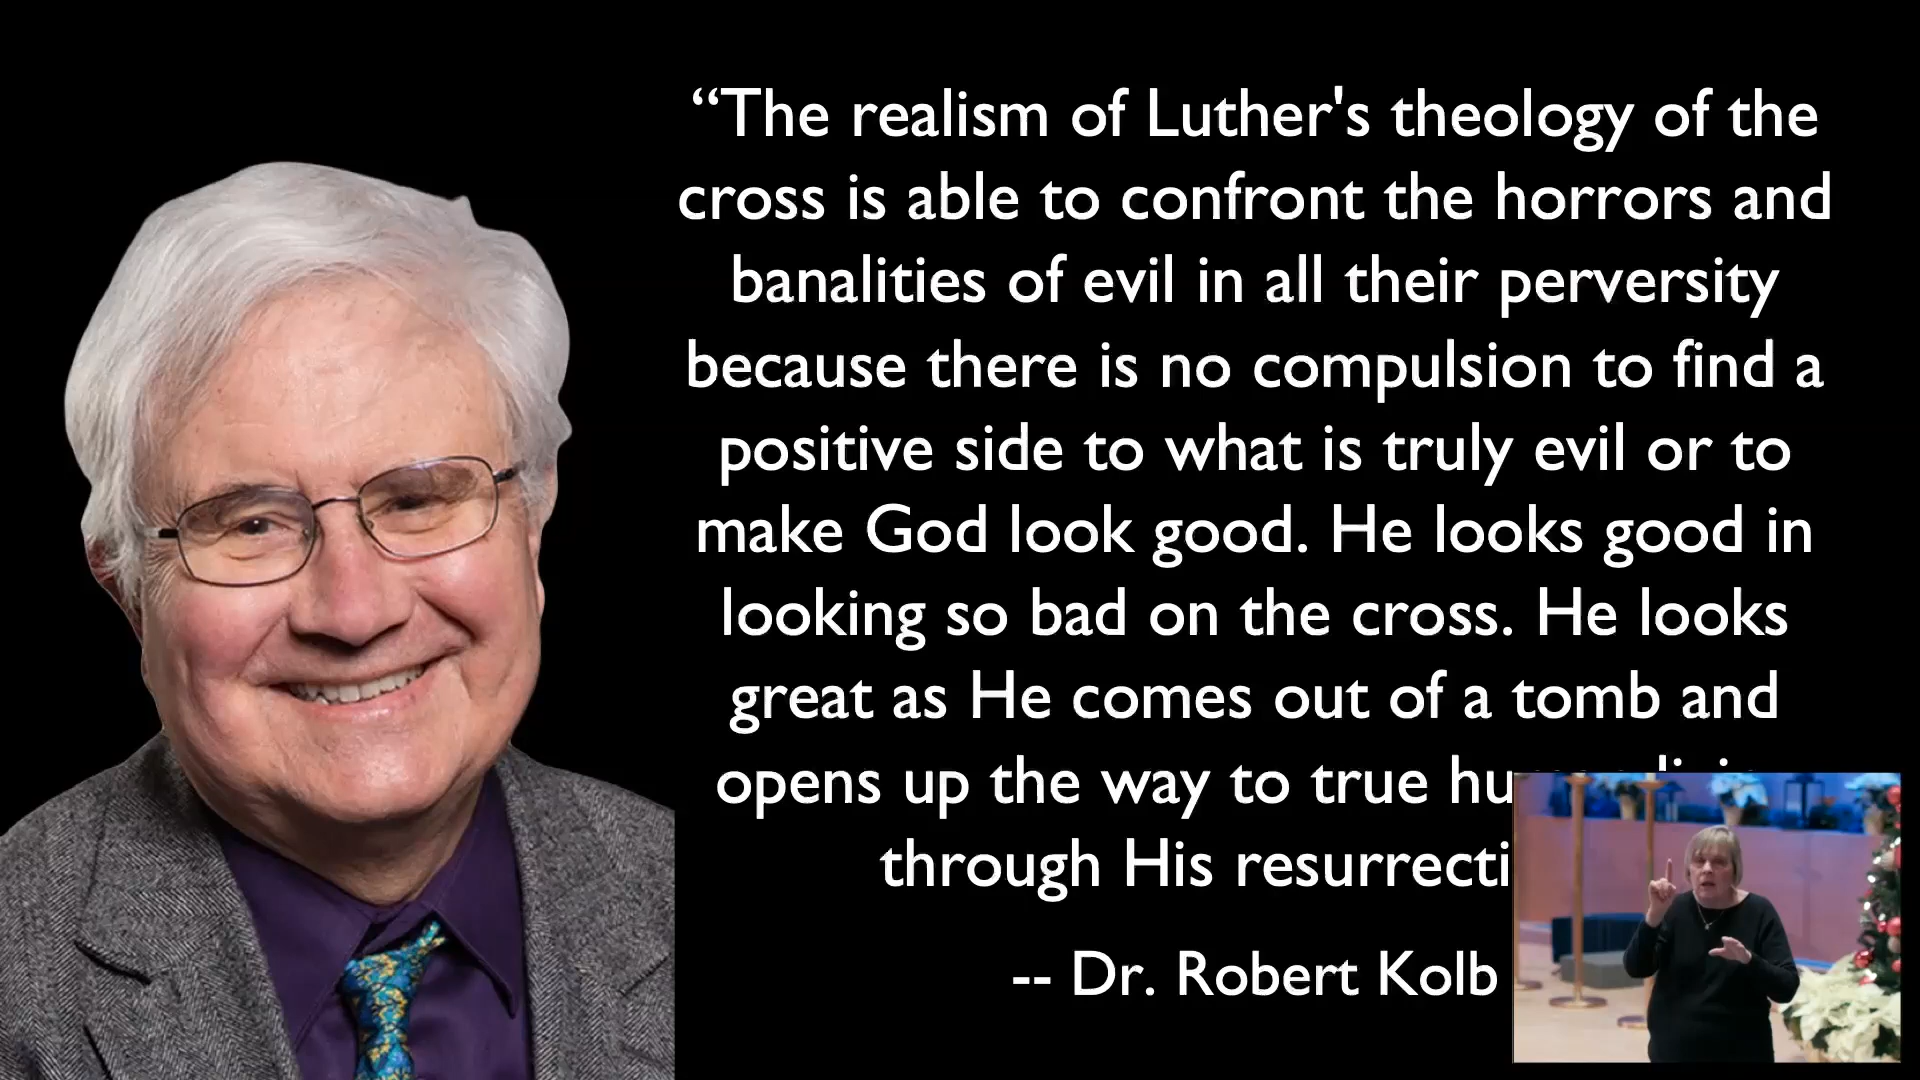 “The realism of Luther's theology of the
cross is able to confront the horrors and
banalities of evil in all their perversity
because there is no compulsion to find a
positive side to what is truly evil or to
make God look good. He looks good in
looking so bad on the cross. He looks
great as He comes out of a tomb and
opens up the way to true
through His
-- Dr. Robert Kolb